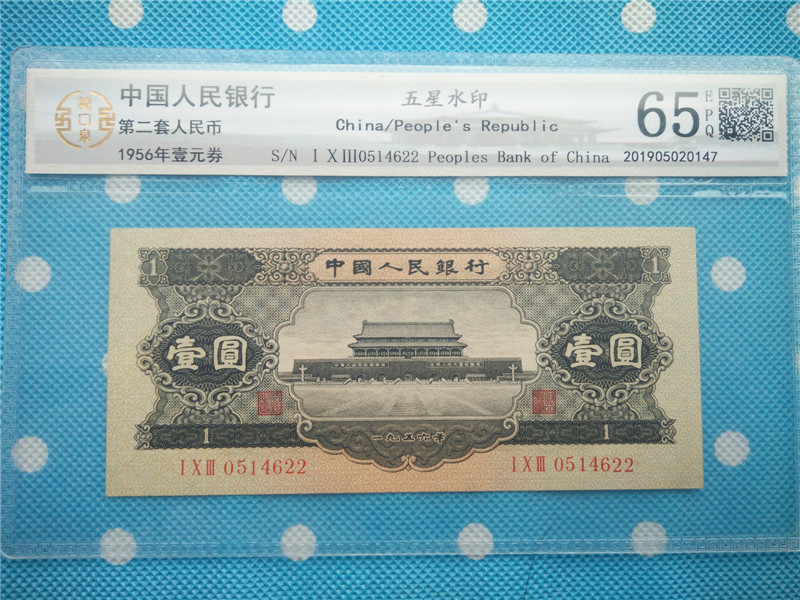 中国人民银行
第二套人民币
1956年壹元券
五星水印
China/People's Republic
S/N IXⅢ0514622 Peoples Bank of China
65
EPQ
201905020147
中國人民銀行
1
1
壹圓
壹圓
1
1
一九五六年
IXⅢ 0514622
IXⅢ 0514622